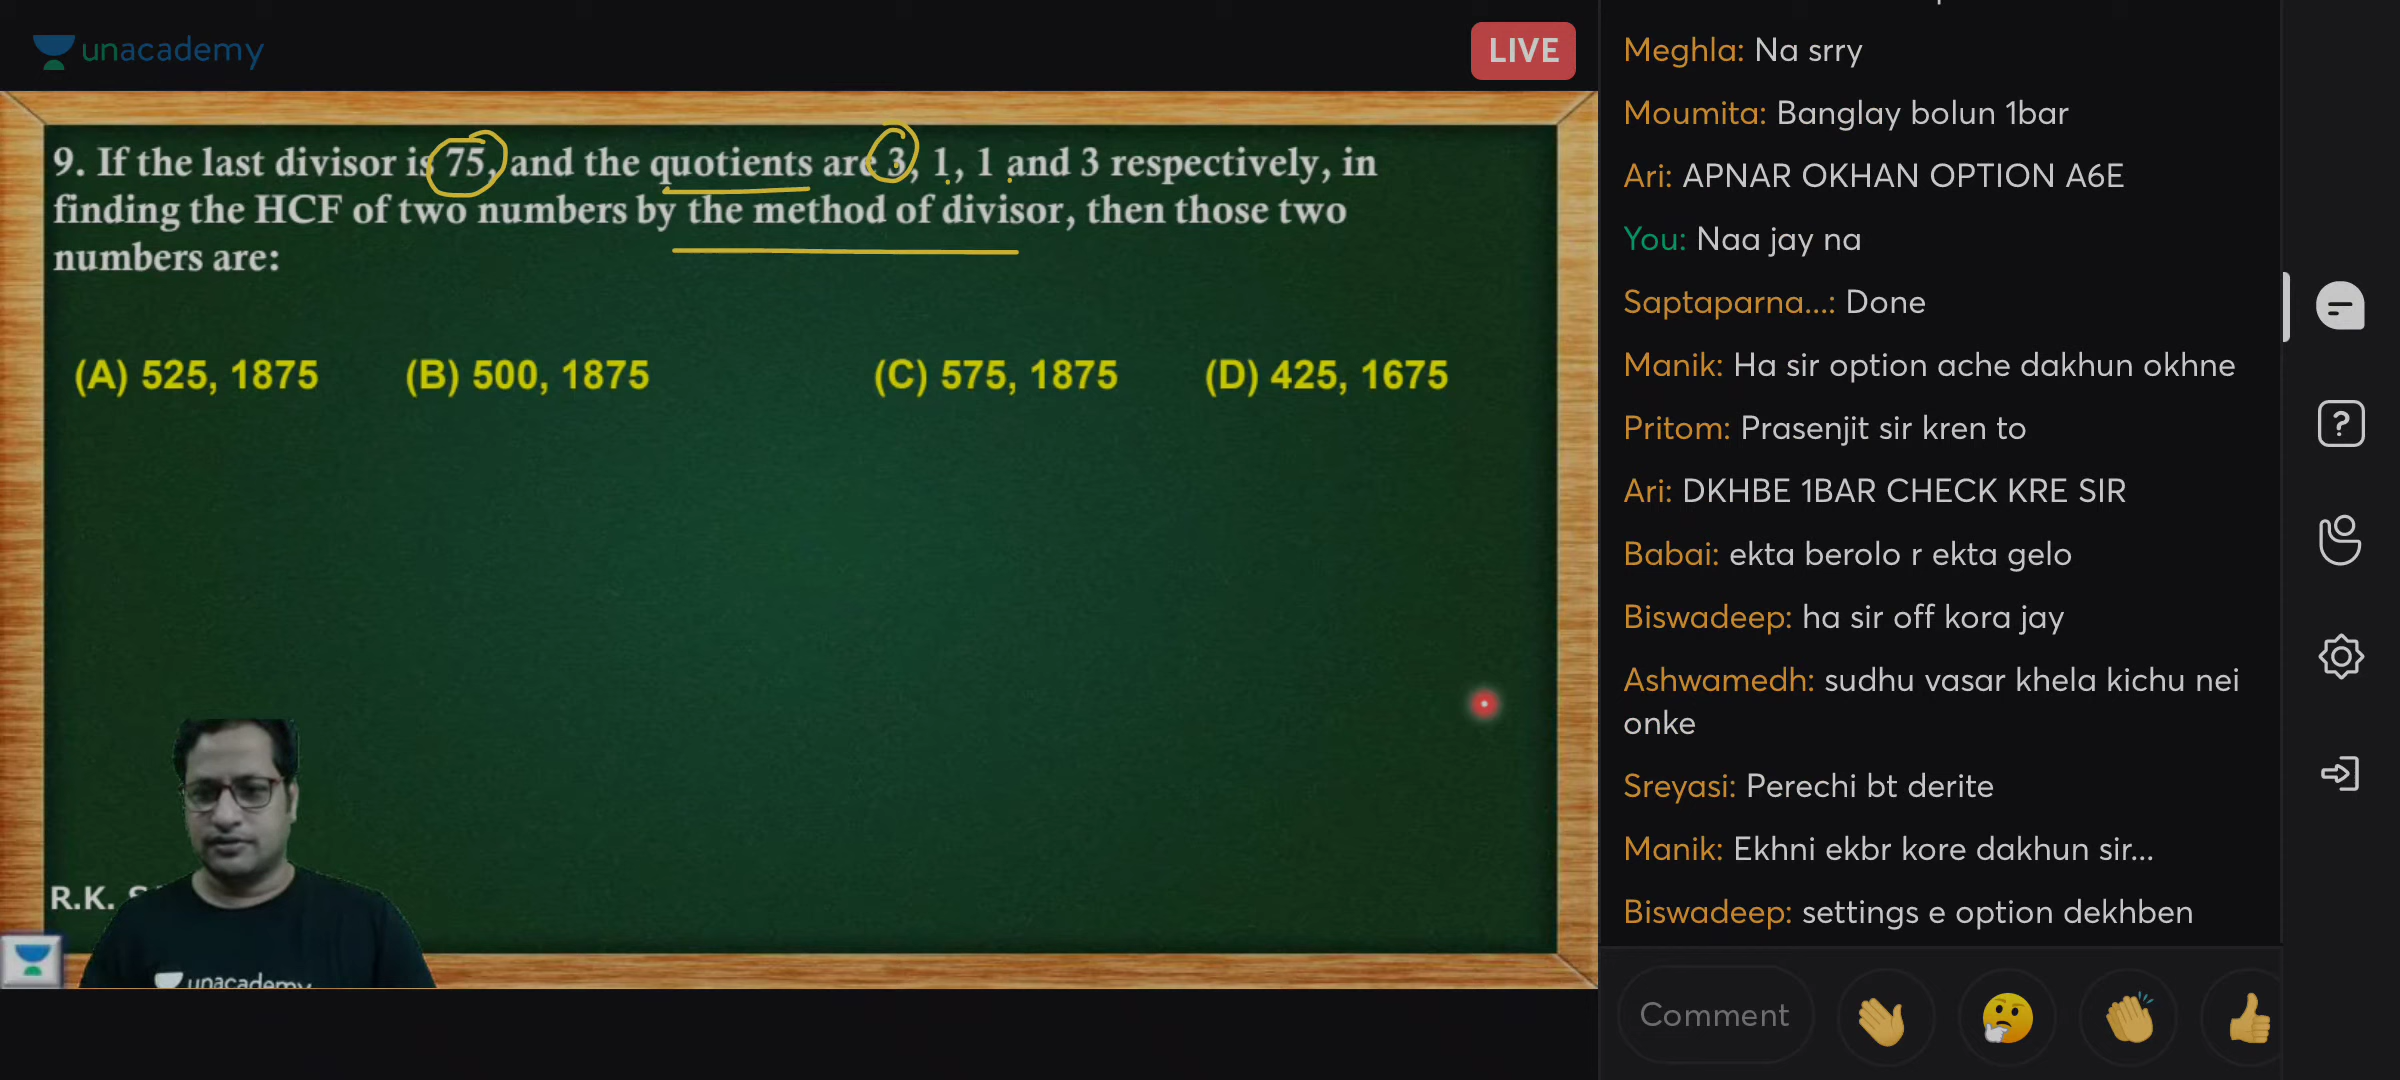 unacademy
LIVE
9. If the last divisor is 75, and the quotients are 3, 1, 1 and 3 respectively, in
finding the HCF of two numbers by the method of divisor, then those two
numbers are:
(A) 525, 1875 (B) 500, 1875 (C) 575, 1875 (D) 425, 1675
R.K.
unacademy
Meghla: Na srry
Moumita: Banglay bolun 1bar
Ari: APNAR OKHAN OPTION A6E
You: Naa jay na
Saptaparna...: Done
Manik: Ha sir option ache dakhun okhne
Pritom: Prasenjit sir kren to
Ari: DKHBE 1BAR CHECK KRE SIR
Babai: ekta berolo r ekta gelo
Biswadeep: ha sir off kora jay
Ashwamedh: sudhu vasar khela kichu nei
onke
Sreyasi: Perechi bt derite
Manik: Ekhni ekbr kore dakhun sir...
Biswadeep: settings e option dekhben
Comment